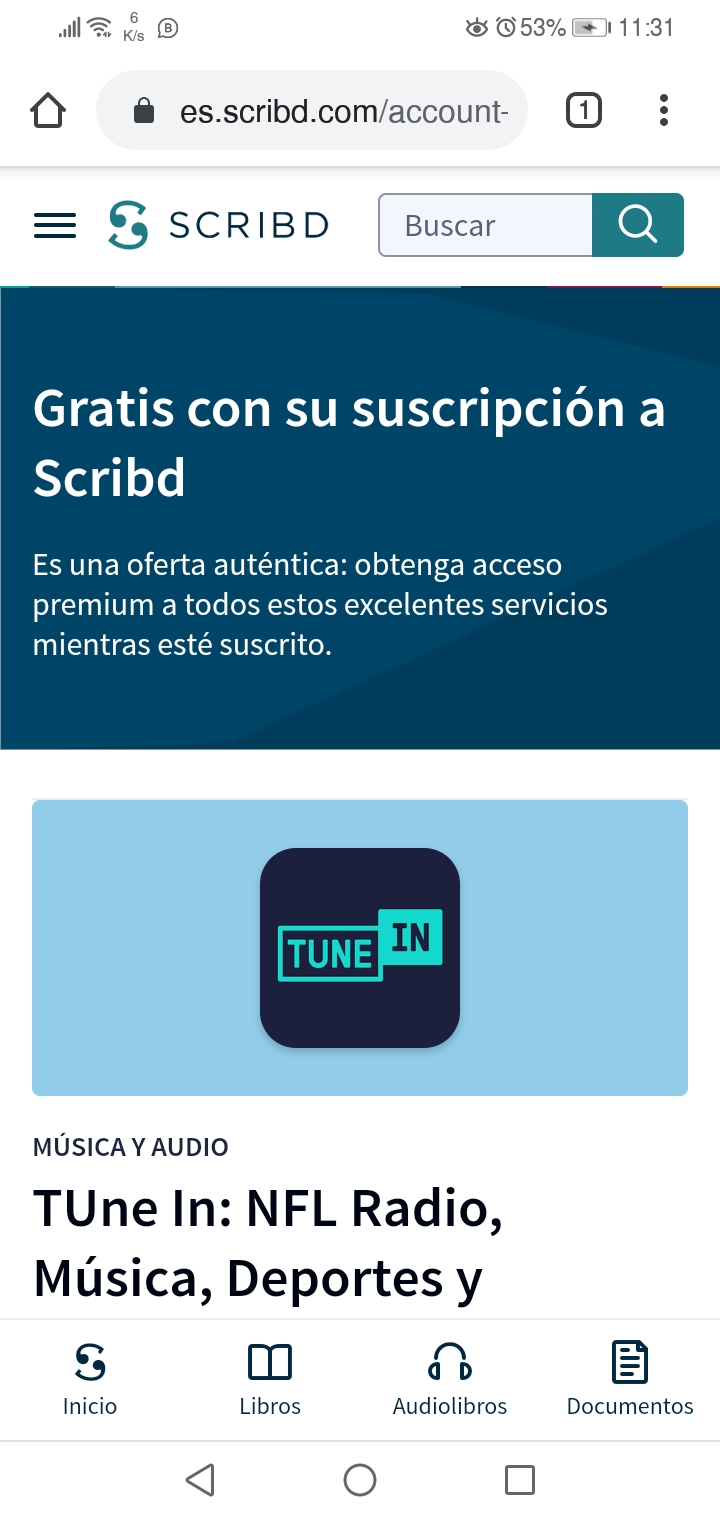 6
K/s
B
53%
11:31
es.scribd.com/account-
1
SCRIBD
Buscar
Gratis con su suscripción a
Scribd
Es una oferta auténtica: obtenga acceso
premium a todos estos excelentes servicios
mientras esté suscrito.
TUNE IN
MÚSICA Y AUDIO
TUne In: NFL Radio,
Música, Deportes y
Inicio
Libros
Audiolibros
Documentos